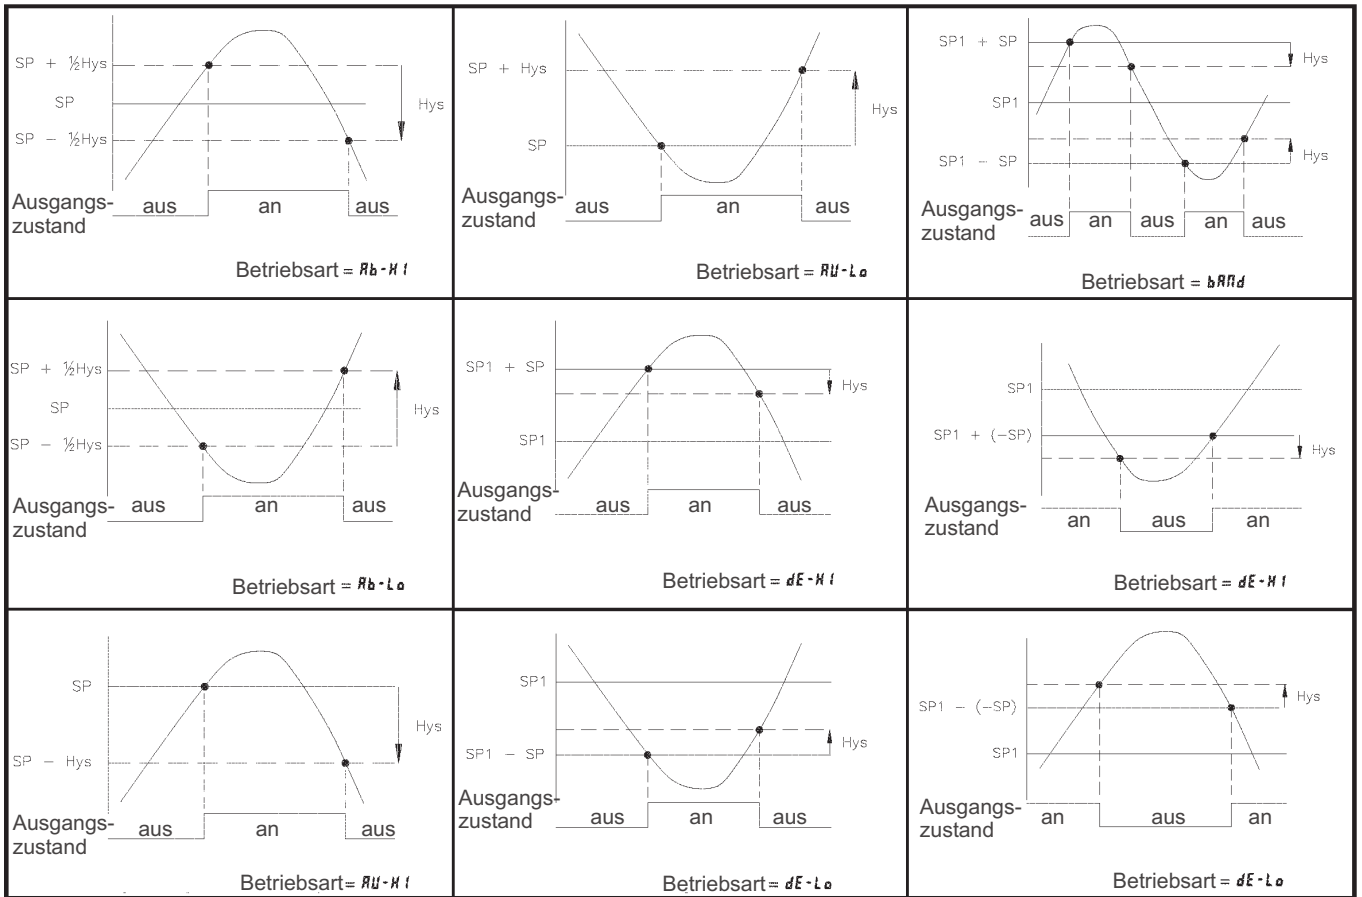 SP + ½Hys
SP
SP − ½Hys
Hys
Ausgangs-
zustand
aus
an
aus
Betriebsart = Ab-HI
SP + Hys
SP
Hys
Ausgangs-
zustand
aus
an
aus
Betriebsart = AU-Lo
SP1 + SP
SP1
SP1 − SP
Hys
Hys
Ausgangs-
zustand
aus
an
aus
an
aus
Betriebsart = bANd
SP + ½Hys
SP
SP − ½Hys
Hys
Ausgangs-
zustand
aus
an
aus
Betriebsart = Ab-Lo
SP1 + SP
SP1
Hys
Ausgangs-
zustand
aus
an
aus
Betriebsart = dE-HI
SP1
SP1 + (−SP)
Hys
Ausgangs-
zustand
an
aus
an
Betriebsart = dE-HI
SP
SP − Hys
Hys
Ausgangs-
zustand
aus
an
aus
Betriebsart = AU-HI
SP1
SP1 − SP
Hys
Ausgangs-
zustand
aus
an
aus
Betriebsart = dE-Lo
SP1 − (−SP)
SP1
Hys
Ausgangs-
zustand
an
aus
an
Betriebsart = dE-Lo